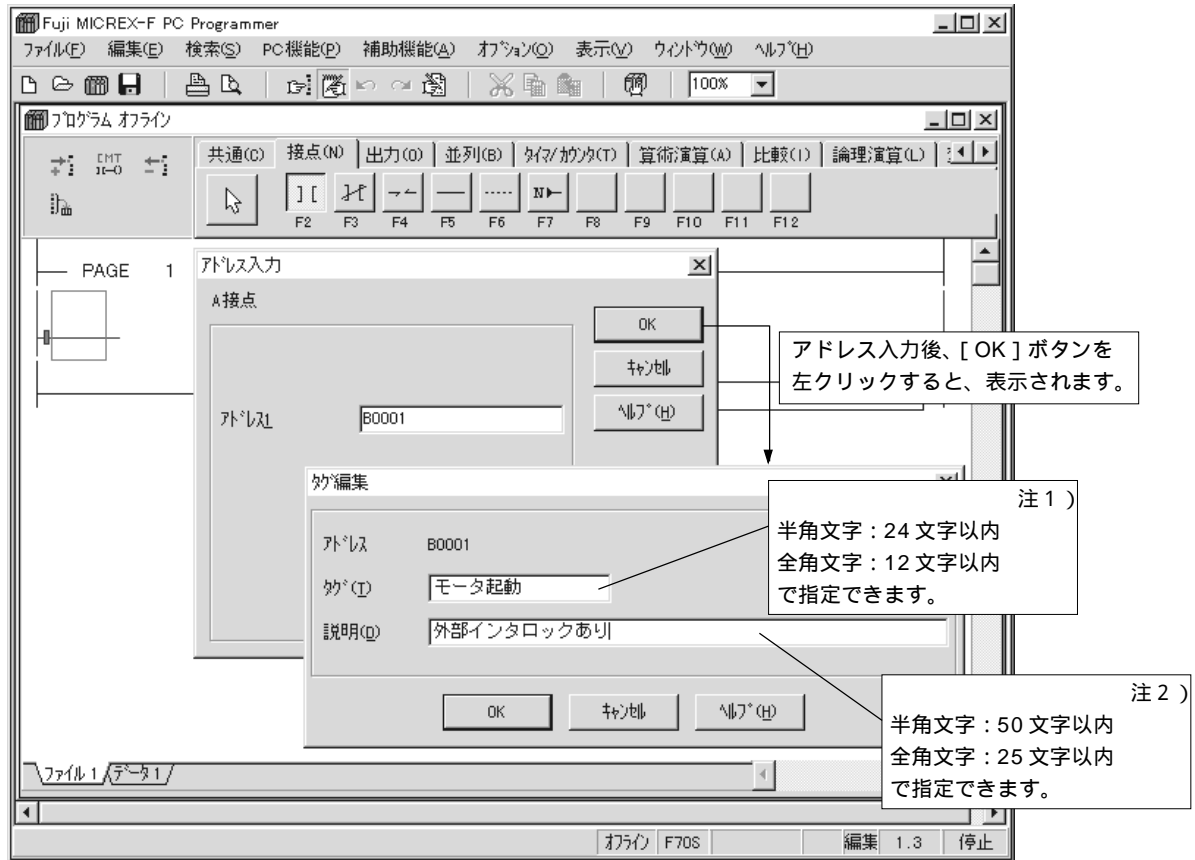 Fuji MICREX-F PC Programmer
ﾌｧｲﾙ(F) 編集(E) 検索(S) PC機能(P) 補助機能(A) ｵﾌﾟｼｮﾝ(O) 表示(V) ｳｨﾝﾄﾞｳ(W) ﾍﾙﾌﾟ(H)
100%
ﾌﾟﾛｸﾞﾗﾑ ｵﾌﾗｲﾝ
共通(C) 接点(N) 出力(O) 並列(B) ﾀｲﾏ/ｶｳﾝﾀ(T) 算術演算(A) 比較(I) 論理演算(L)
CMT
N
F2 F3 F4 F5 F6 F7 F8 F9 F10 F11 F12
PAGE 1
ｱﾄﾞﾚｽ入力
A接点
OK
ｷｬﾝｾﾙ
ﾍﾙﾌﾟ(H)
ｱﾄﾞﾚｽ1 B0001
アドレス入力後、[ OK ] ボタンを
左クリックすると、表示されます。
ﾀｸﾞ編集
ｱﾄﾞﾚｽ B0001
ﾀｸﾞ(T) モータ起動
説明(D) 外部インタロックあり
OK ｷｬﾝｾﾙ ﾍﾙﾌﾟ(H)
注1 )
半角文字：24 文字以内
全角文字：12 文字以内
で指定できます。
注2 )
半角文字：50 文字以内
全角文字：25 文字以内
で指定できます。
ﾌｧｲﾙ 1 ﾃﾞｰﾀ 1
ｵﾌﾗｲﾝ F70S 編集 1.3 停止